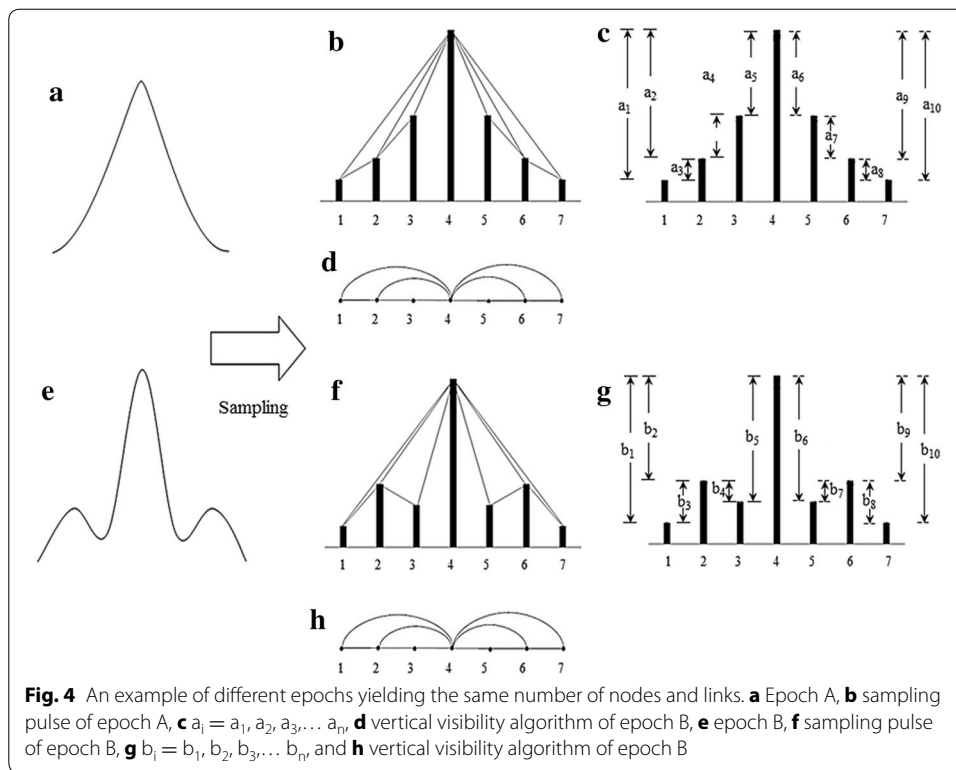 a
b
1 2 3 4 5 6 7
c
a₁ a₂ a₃ a₄ a₅ a₆ a₇ a₈ a₉ a₁₀
1 2 3 4 5 6 7
d
1 2 3 4 5 6 7
Sampling
e
f
1 2 3 4 5 6 7
g
b₁ b₂ b₃ b₄ b₅ b₆ b₇ b₈ b₉ b₁₀
1 2 3 4 5 6 7
h
1 2 3 4 5 6 7
Fig. 4 An example of different epochs yielding the same number of nodes and links. a Epoch A, b sampling
pulse of epoch A, c aᵢ = a₁, a₂, a₃,… aₙ, d vertical visibility algorithm of epoch B, e epoch B, f sampling pulse
of epoch B, g bᵢ = b₁, b₂, b₃,… bₙ, and h vertical visibility algorithm of epoch B